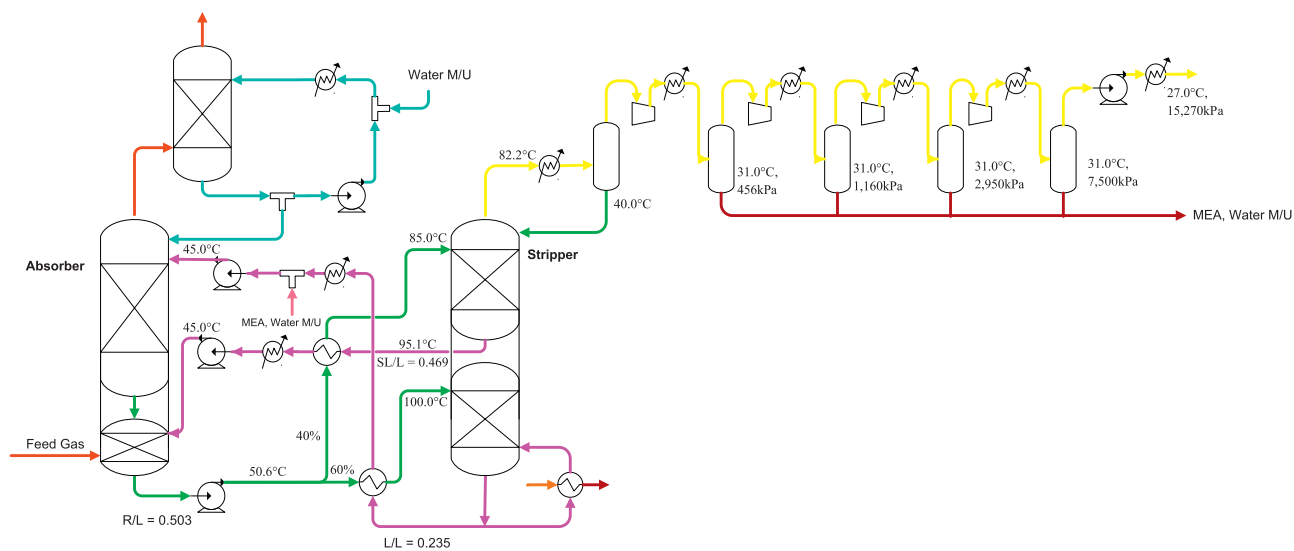 Water M/U
82.2°C
27.0°C,
15,270kPa
31.0°C,
456kPa
31.0°C,
1,160kPa
31.0°C,
2,950kPa
31.0°C,
7,500kPa
40.0°C
MEA, Water M/U
Absorber
45.0°C
85.0°C
Stripper
MEA, Water M/U
45.0°C
95.1°C
SL/L = 0.469
100.0°C
Feed Gas
40%
50.6°C
60%
R/L = 0.503
L/L = 0.235